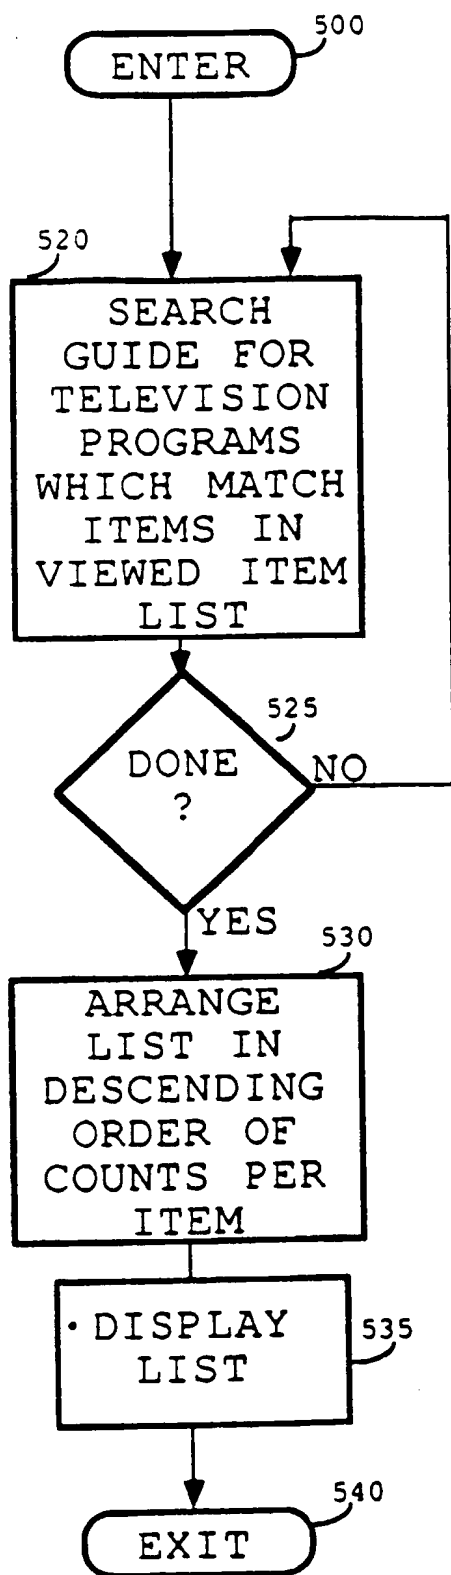 500
ENTER
520
SEARCH
GUIDE FOR
TELEVISION
PROGRAMS
WHICH MATCH
ITEMS IN
VIEWED ITEM
LIST
525
DONE
?
NO
YES
530
ARRANGE
LIST IN
DESCENDING
ORDER OF
COUNTS PER
ITEM
DISPLAY
LIST
535
540
EXIT